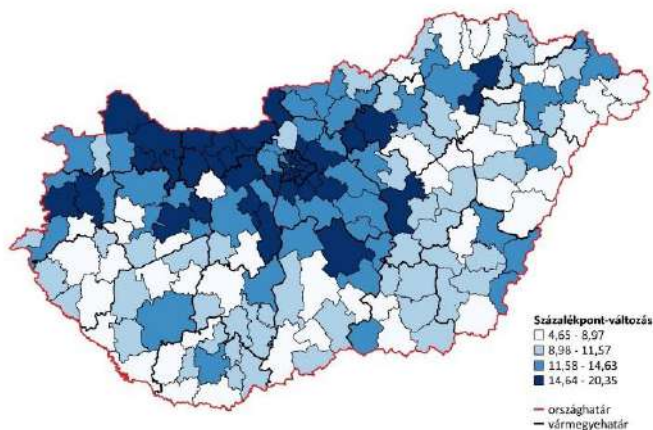 Százalékpont-változás
4,65 - 8,97
8,98 - 11,57
11,58 - 14,63
14,64 - 20,35
országhatár
vármegyehatár